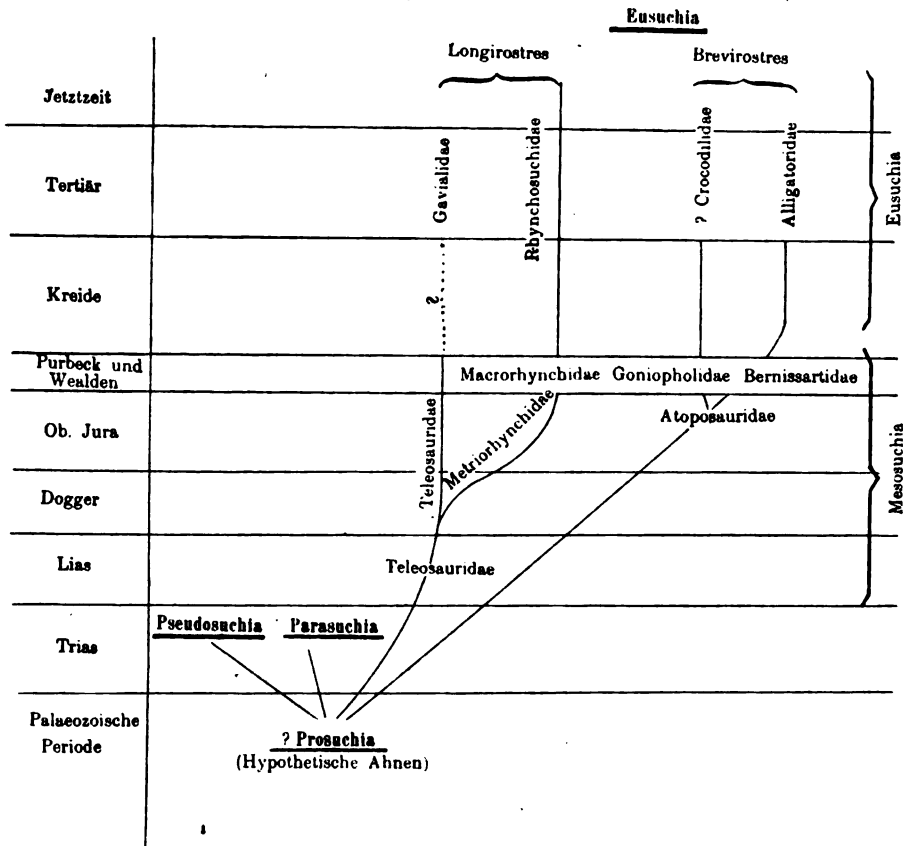 Eusuchia
Longirostres
Brevirostres
Jetztzeit
Tertiär
Gavialidae
Rhynchosuchidae
? Crocodilidae
Alligatoridae
Eusuchia
Kreide
?
Purbeck und
Wealden
Macrorhynchidae Goniopholidae Bernissartidae
Ob. Jura
Teleosauridae
Metriorhynchidae
Atoposauridae
Mesosuchia
Dogger
Lias
Teleosauridae
Trias
Pseudosuchia
Parasuchia
Palaeozoische
Periode
? Prosuchia
(Hypothetische Ahnen)